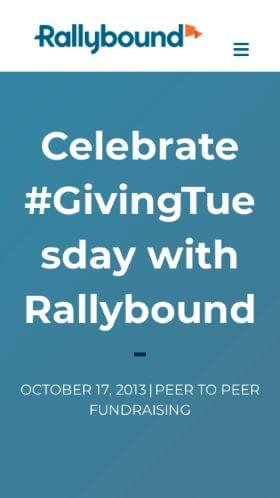 Rallybound
Celebrate
#GivingTue
sday with
Rallybound
OCTOBER 17, 2013|PEER TO PEER
FUNDRAISING